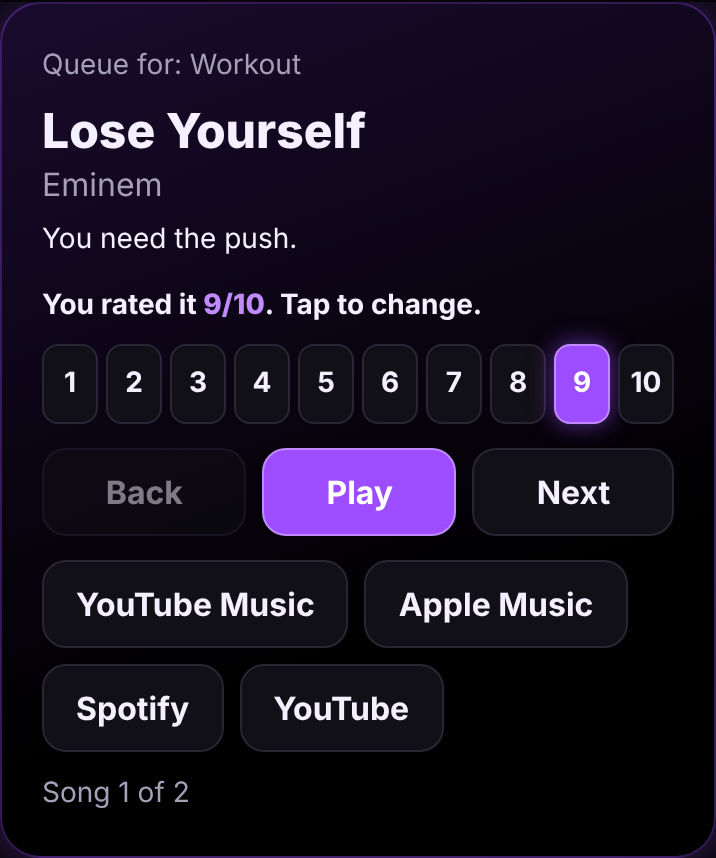 Queue for: Workout
Lose Yourself
Eminem
You need the push.
You rated it 9/10. Tap to change.
1 2 3 4 5 6 7 8 9 10
Back Play Next
YouTube Music Apple Music
Spotify YouTube
Song 1 of 2